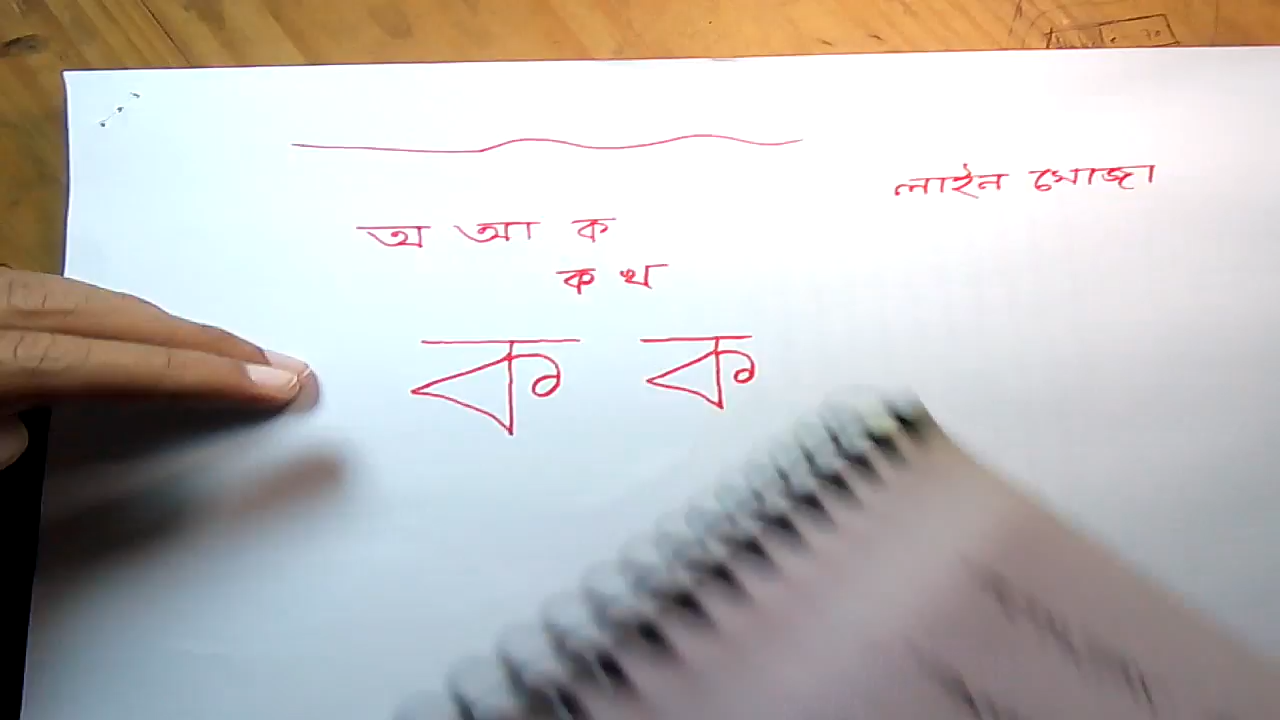 লাইন সোজা
অ আ ক
ক খ
ক ক